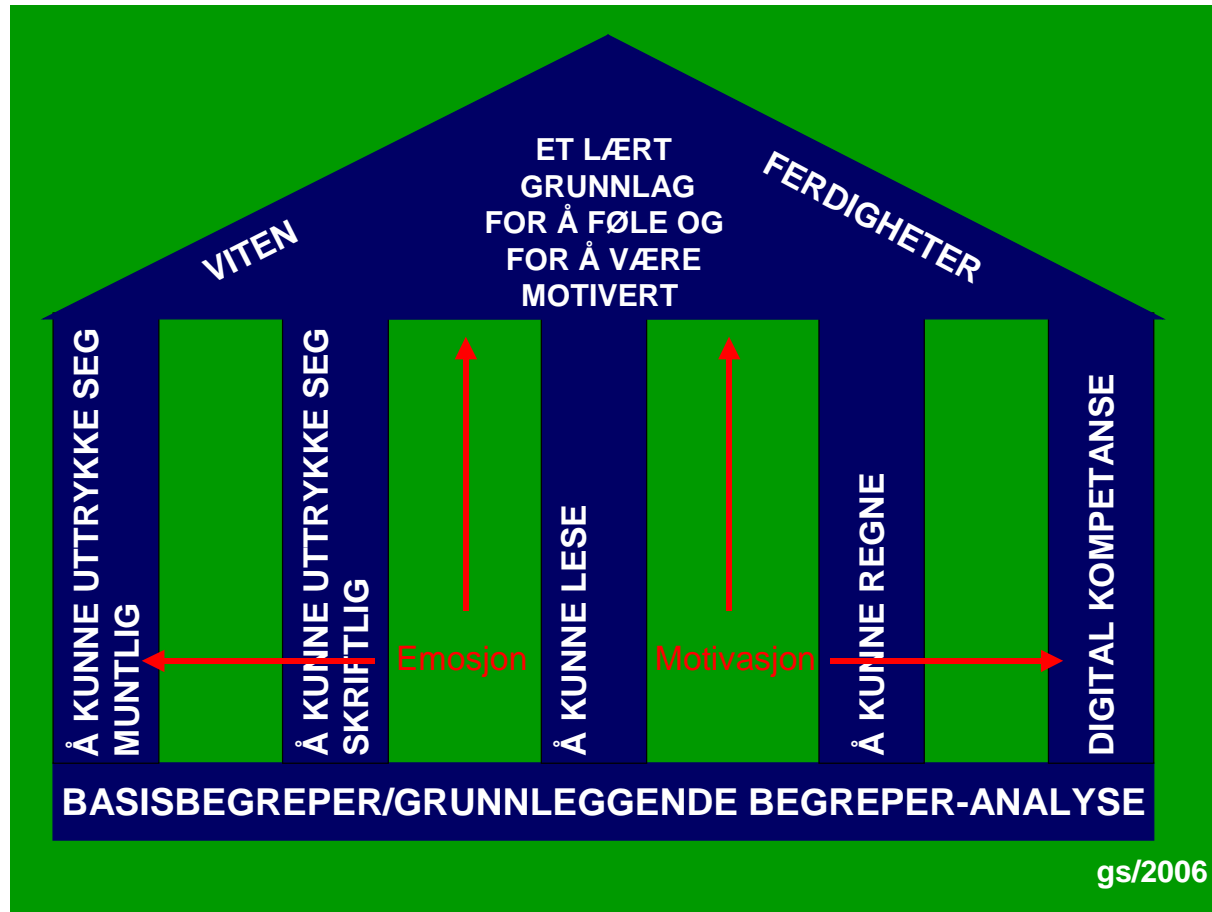 ET LÆRT
GRUNNLAG
FOR Å FØLE OG
FOR Å VÆRE
MOTIVERT
VITEN
FERDIGHETER
Å KUNNE UTTRYKKE SEG
MUNTLIG
Å KUNNE UTTRYKKE SEG
SKRIFTLIG
Emosjon
Å KUNNE LESE
Motivasjon
Å KUNNE REGNE
DIGITAL KOMPETANSE
BASISBEGREPER/GRUNNLEGGENDE BEGREPER-ANALYSE
gs/2006